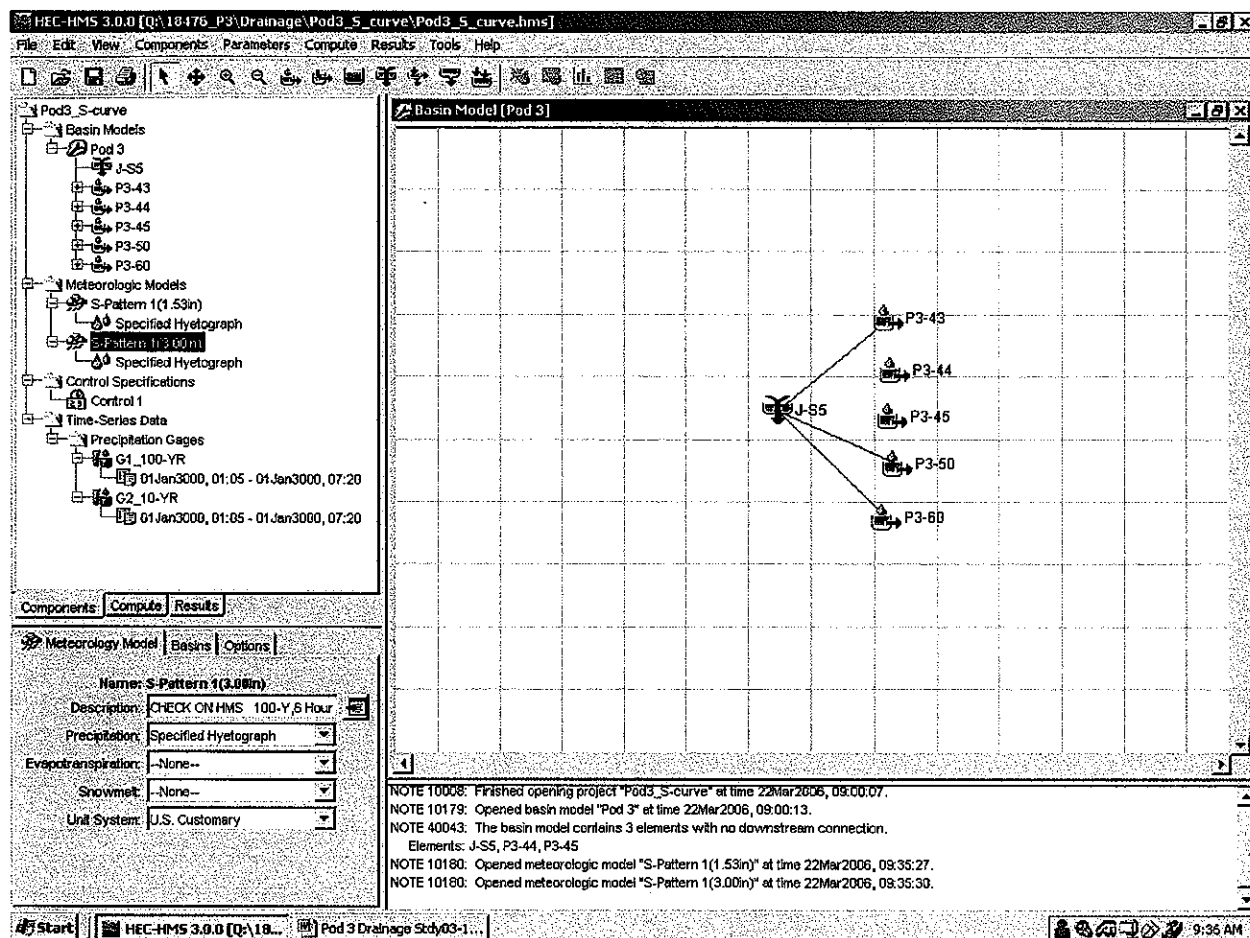 HEC-HMS 3.0.0 [Q:\18476_P3\Drainage\Pod3_S_curve\Pod3_S_curve.hms]
File Edit View Components Parameters Compute Results Tools Help
Pod3_S-curve
Basin Models
Pod 3
J-S5
P3-43
P3-44
P3-45
P3-50
P3-60
Meteorologic Models
S-Pattern 1(1.53in)
Specified Hyetograph
S-Pattern 1(3.00in)
Specified Hyetograph
Control Specifications
Control 1
Time-Series Data
Precipitation Gages
G1_100-YR
01Jan3000, 01:05 - 01Jan3000, 07:20
G2_10-YR
01Jan3000, 01:05 - 01Jan3000, 07:20
Components Compute Results
Meteorology Model Basins Options
Name: S-Pattern 1(3.00in)
Description: CHECK ON HMS 100-Y,6 Hour
Precipitation: Specified Hyetograph
Evapotranspiration: --None--
Snowmelt: --None--
Unit System: U.S. Customary
Basin Model [Pod 3]
P3-43
P3-44
J-S5
P3-45
P3-50
P3-60
NOTE 10008: Finished opening project "Pod3_S-curve" at time 22Mar2006, 09:00:07.
NOTE 10179: Opened basin model "Pod 3" at time 22Mar2006, 09:00:13.
NOTE 40043: The basin model contains 3 elements with no downstream connection.
Elements: J-S5, P3-44, P3-45
NOTE 10180: Opened meteorologic model "S-Pattern 1(1.53in)" at time 22Mar2006, 09:35:27.
NOTE 10180: Opened meteorologic model "S-Pattern 1(3.00in)" at time 22Mar2006, 09:35:30.
Start HEC-HMS 3.0.0 [Q:\18... Pod 3 Drainage Stdy03-1... 9:36 AM